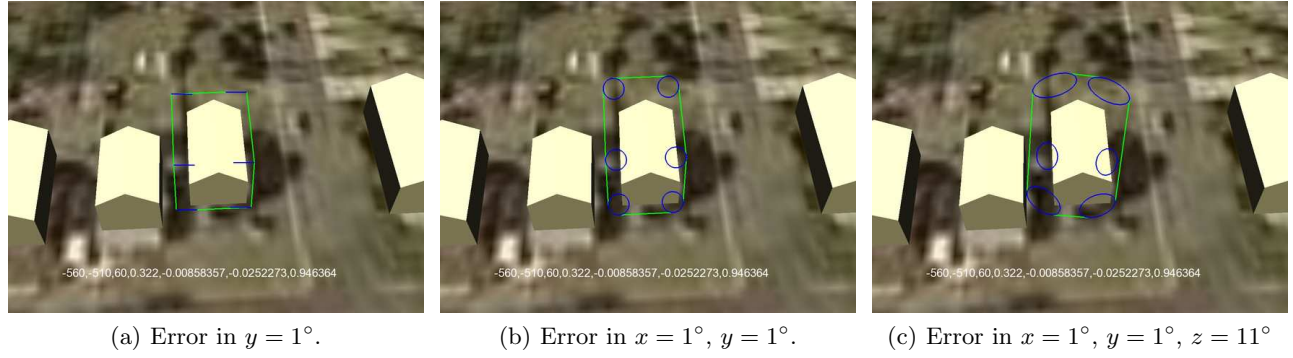 -560,-510,60,0.322,-0.00858357,-0.0252273,0.946364
-560,-510,60,0.322,-0.00858357,-0.0252273,0.946364
-560,-510,60,0.322,-0.00858357,-0.0252273,0.946364
(a) Error in y = 1°.
(b) Error in x = 1°, y = 1°.
(c) Error in x = 1°, y = 1°, z = 11°